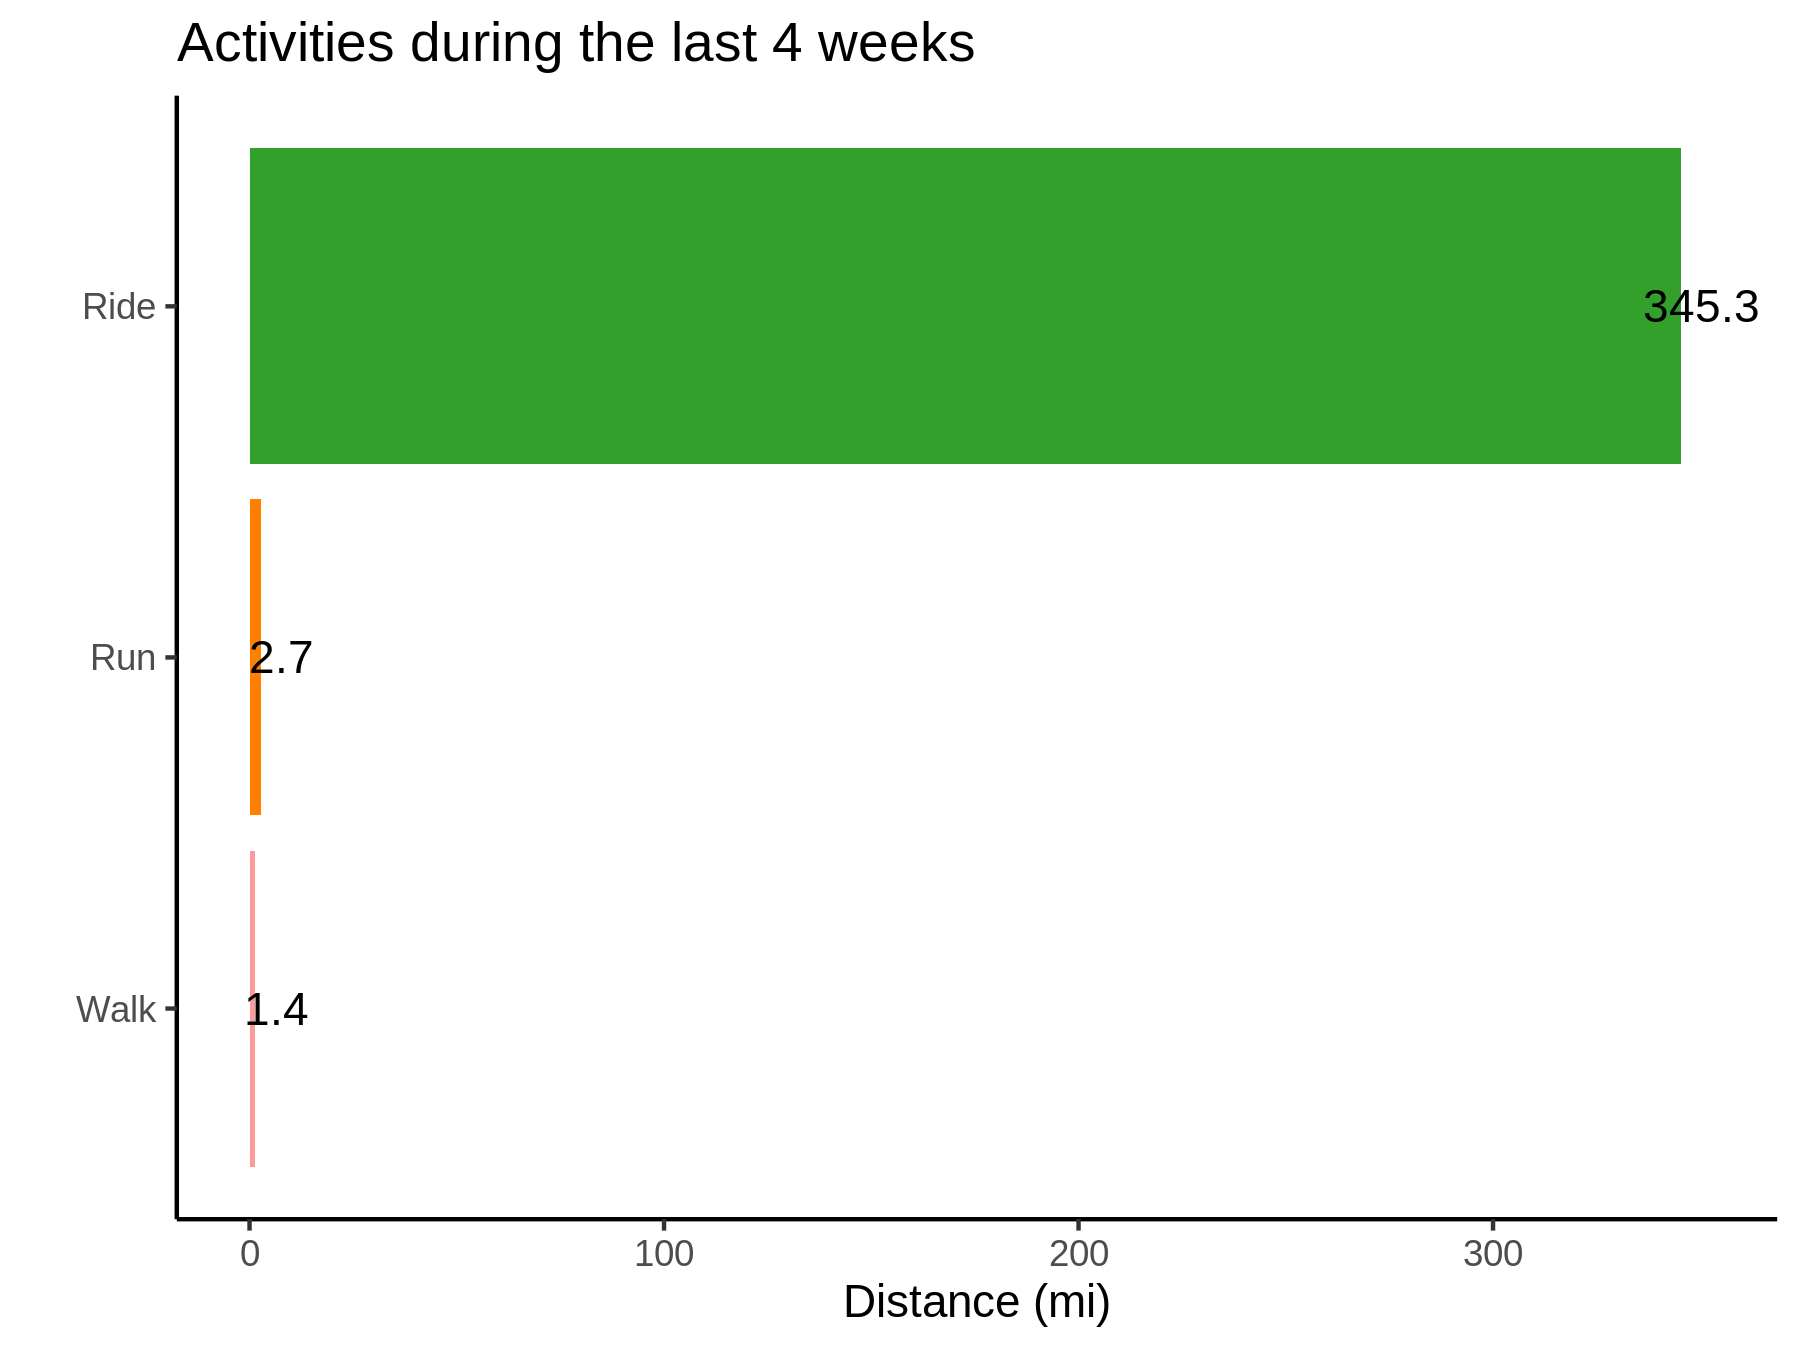 Activities during the last 4 weeks
Ride
345.3
Run
2.7
Walk
1.4
0 100 200 300
Distance (mi)